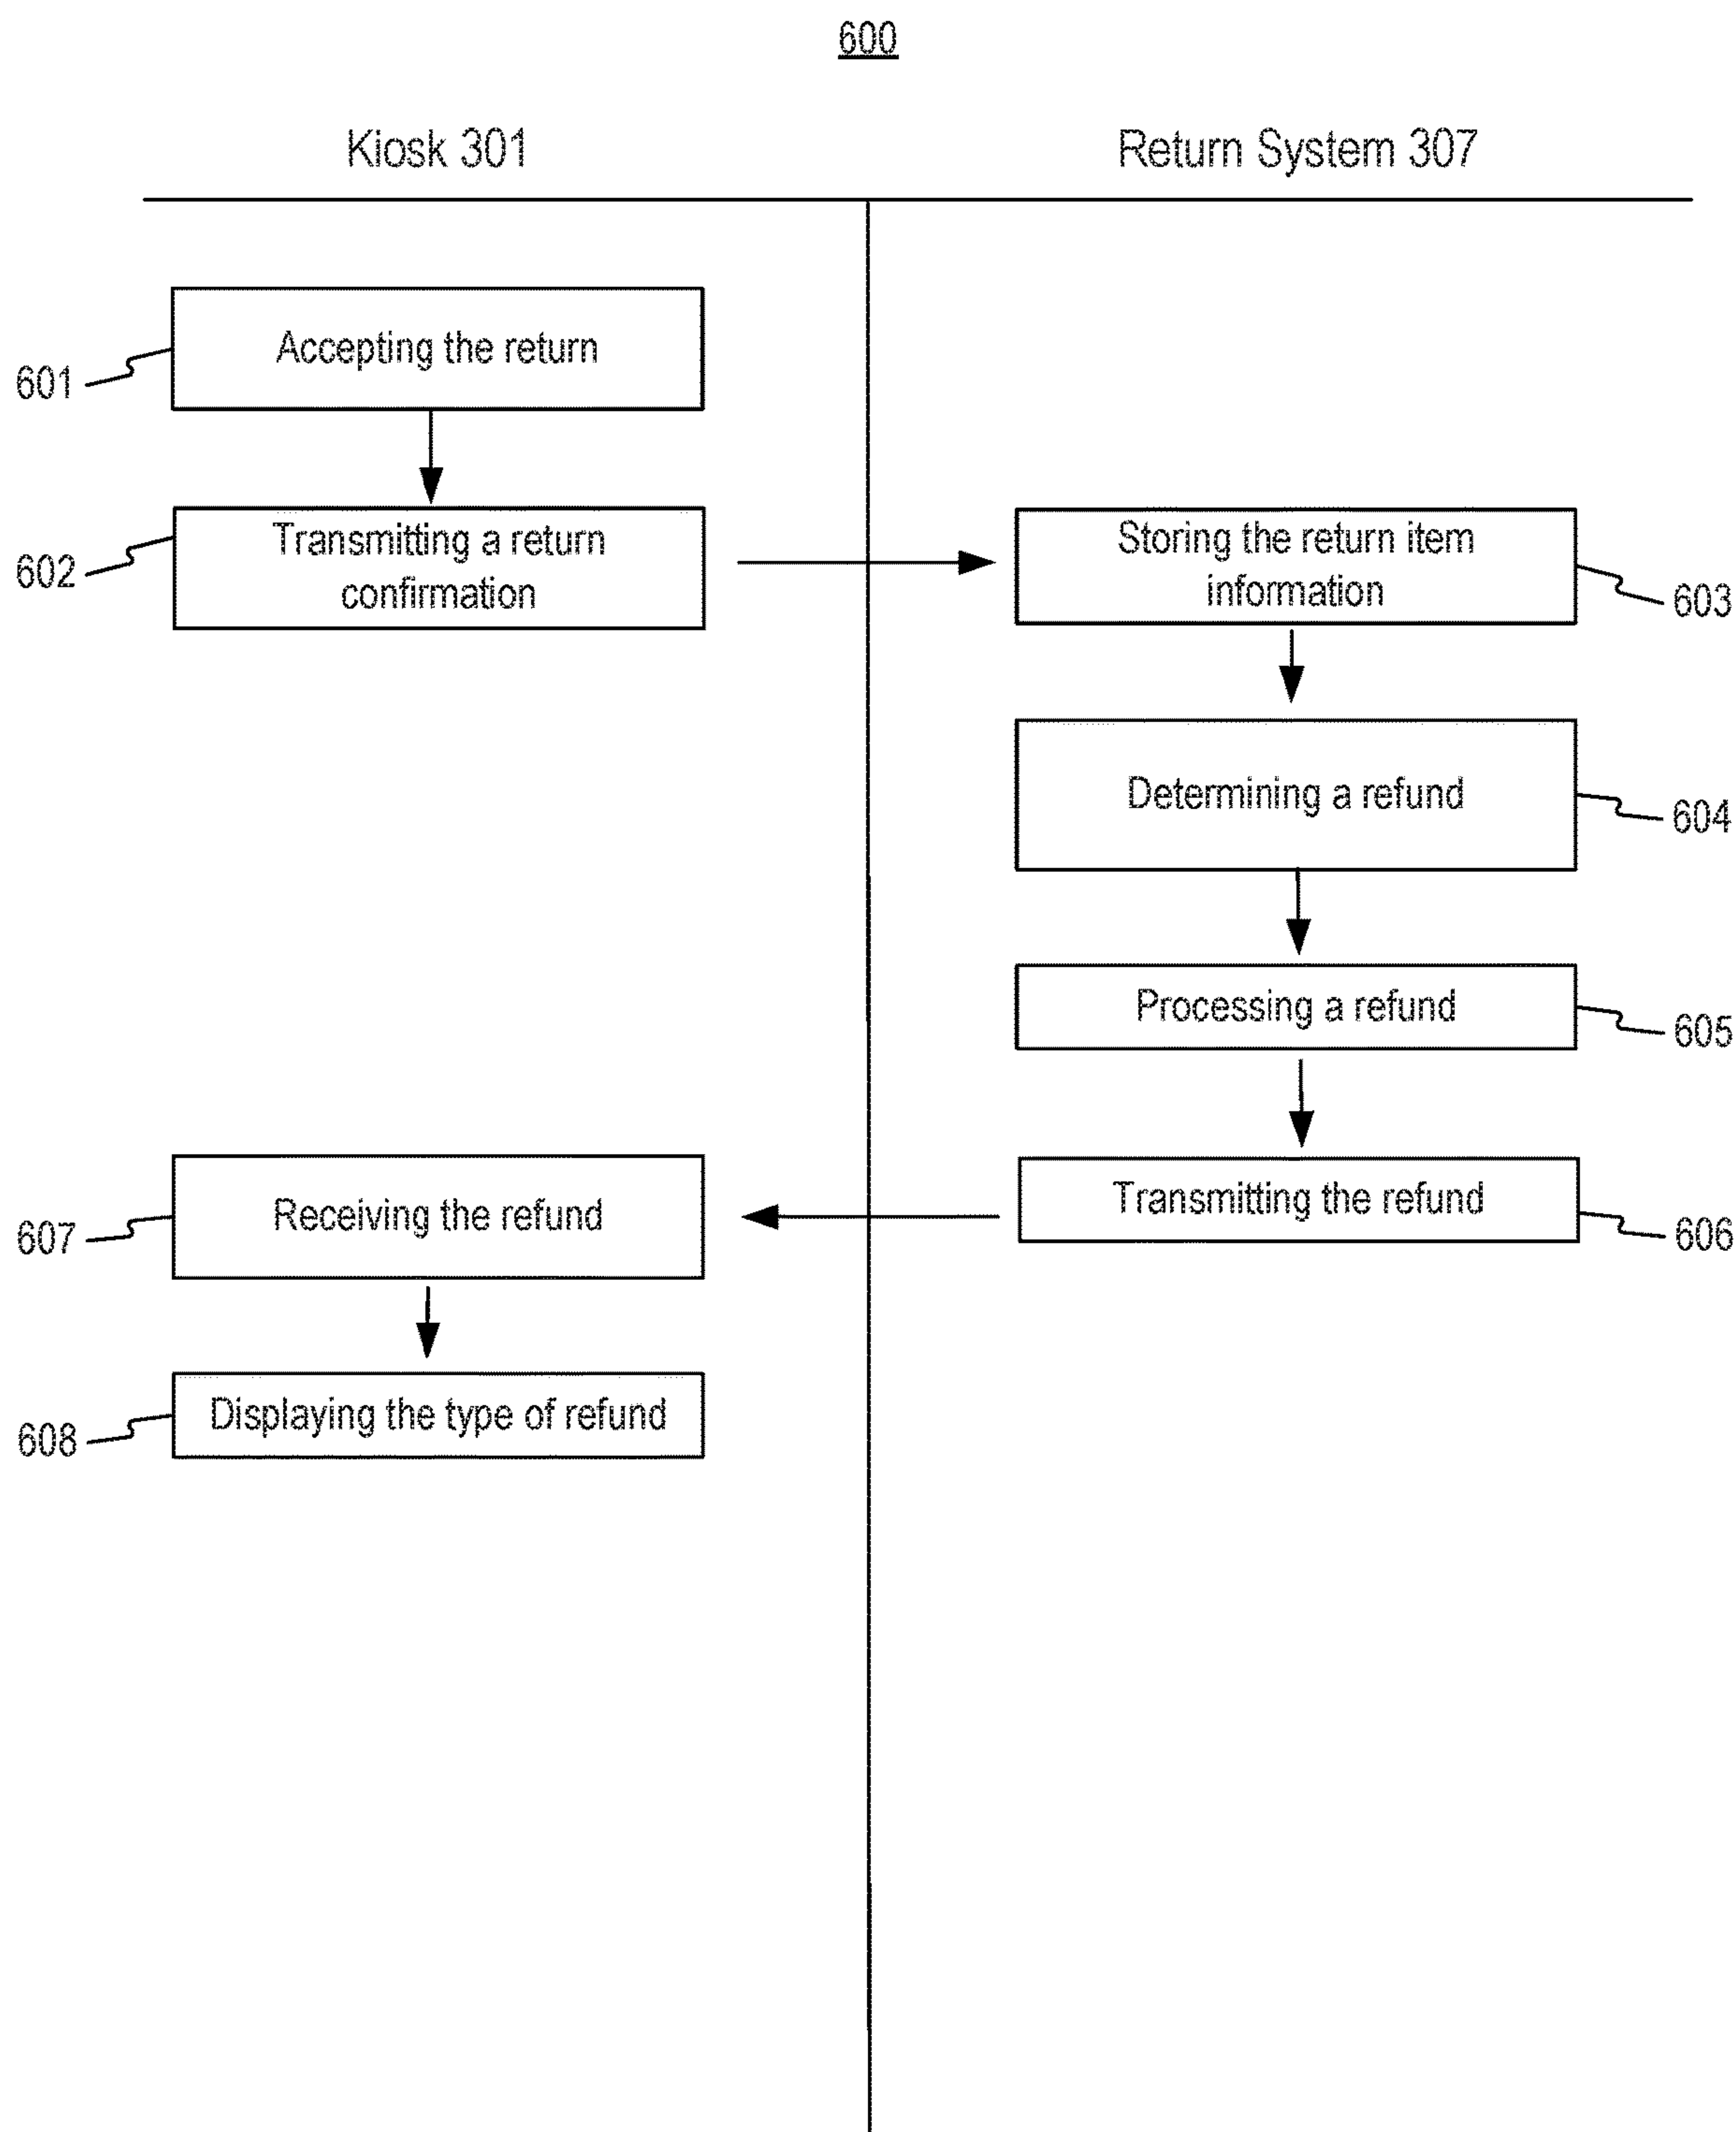 600
Kiosk 301
Return System 307
Accepting the return
601
Transmitting a return
confirmation
602
Storing the return item
information
603
Determining a refund
604
Processing a refund
605
Transmitting the refund
606
Receiving the refund
607
Displaying the type of refund
608